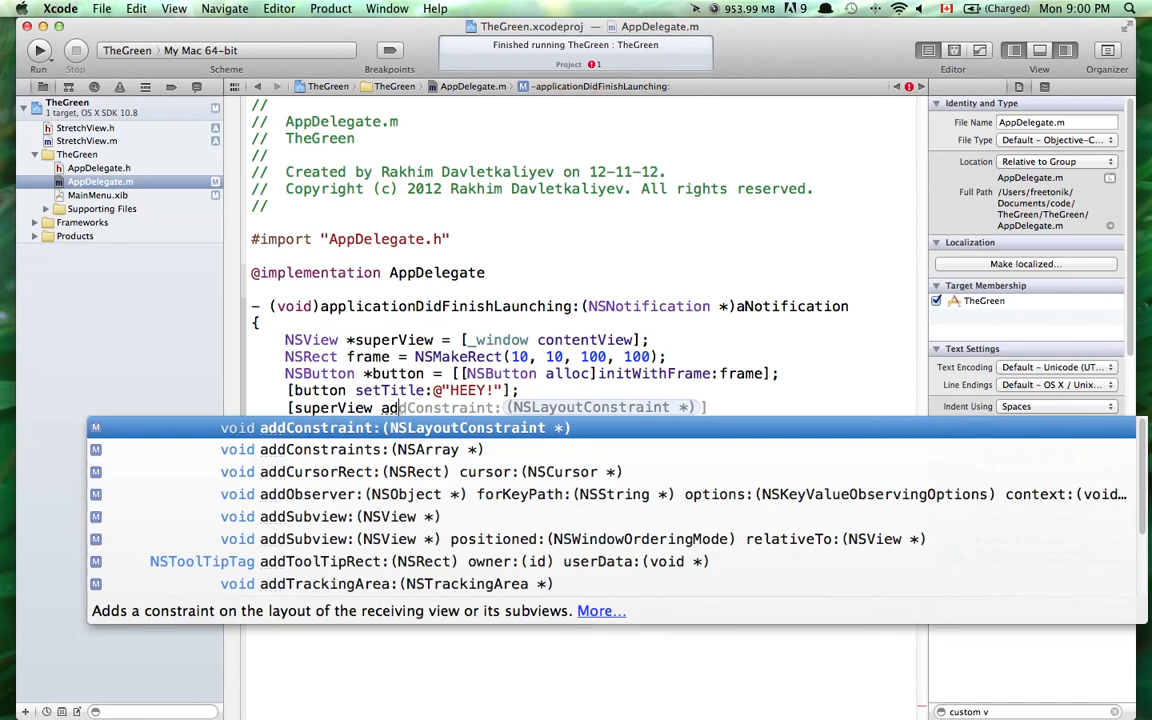 Xcode File Edit View Navigate Editor Product Window Help 953.99 MB 9 (Charged) Mon 9:00 PM
TheGreen.xcodeproj — AppDelegate.m
TheGreen My Mac 64-bit
Finished running TheGreen : TheGreen
Project 1
Run Stop Scheme Breakpoints Editor View Organizer
TheGreen TheGreen AppDelegate.m M -applicationDidFinishLaunching:
TheGreen M
1 target, OS X SDK 10.8
h StretchView.h A
m StretchView.m A
TheGreen
h AppDelegate.h
m AppDelegate.m M
MainMenu.xib M
Supporting Files
Frameworks
Products
//
// AppDelegate.m
// TheGreen
//
// Created by Rakhim Davletkaliyev on 12-11-12.
// Copyright (c) 2012 Rakhim Davletkaliyev. All rights reserved.
//
#import "AppDelegate.h"
@implementation AppDelegate
- (void)applicationDidFinishLaunching:(NSNotification *)aNotification
{
NSView *superView = [_window contentView];
NSRect frame = NSMakeRect(10, 10, 100, 100);
NSButton *button = [[NSButton alloc]initWithFrame:frame];
[button setTitle:@"HEEY!"];
[superView addConstraint:(NSLayoutConstraint *)]
M void addConstraint:(NSLayoutConstraint *)
M void addConstraints:(NSArray *)
M void addCursorRect:(NSRect) cursor:(NSCursor *)
M void addObserver:(NSObject *) forKeyPath:(NSString *) options:(NSKeyValueObservingOptions) context:(void...
M void addSubview:(NSView *)
M void addSubview:(NSView *) positioned:(NSWindowOrderingMode) relativeTo:(NSView *)
M NSToolTipTag addToolTipRect:(NSRect) owner:(id) userData:(void *)
M void addTrackingArea:(NSTrackingArea *)
Adds a constraint on the layout of the receiving view or its subviews. More...
Identity and Type
File Name AppDelegate.m
File Type Default - Objective-C...
Location Relative to Group
AppDelegate.m
Full Path /Users/freetonik/
Documents/code/
TheGreen/TheGreen/
AppDelegate.m
Localization
Make localized...
Target Membership
TheGreen
Text Settings
Text Encoding Default - Unicode (UT...
Line Endings Default - OS X / Unix...
Indent Using Spaces
custom v